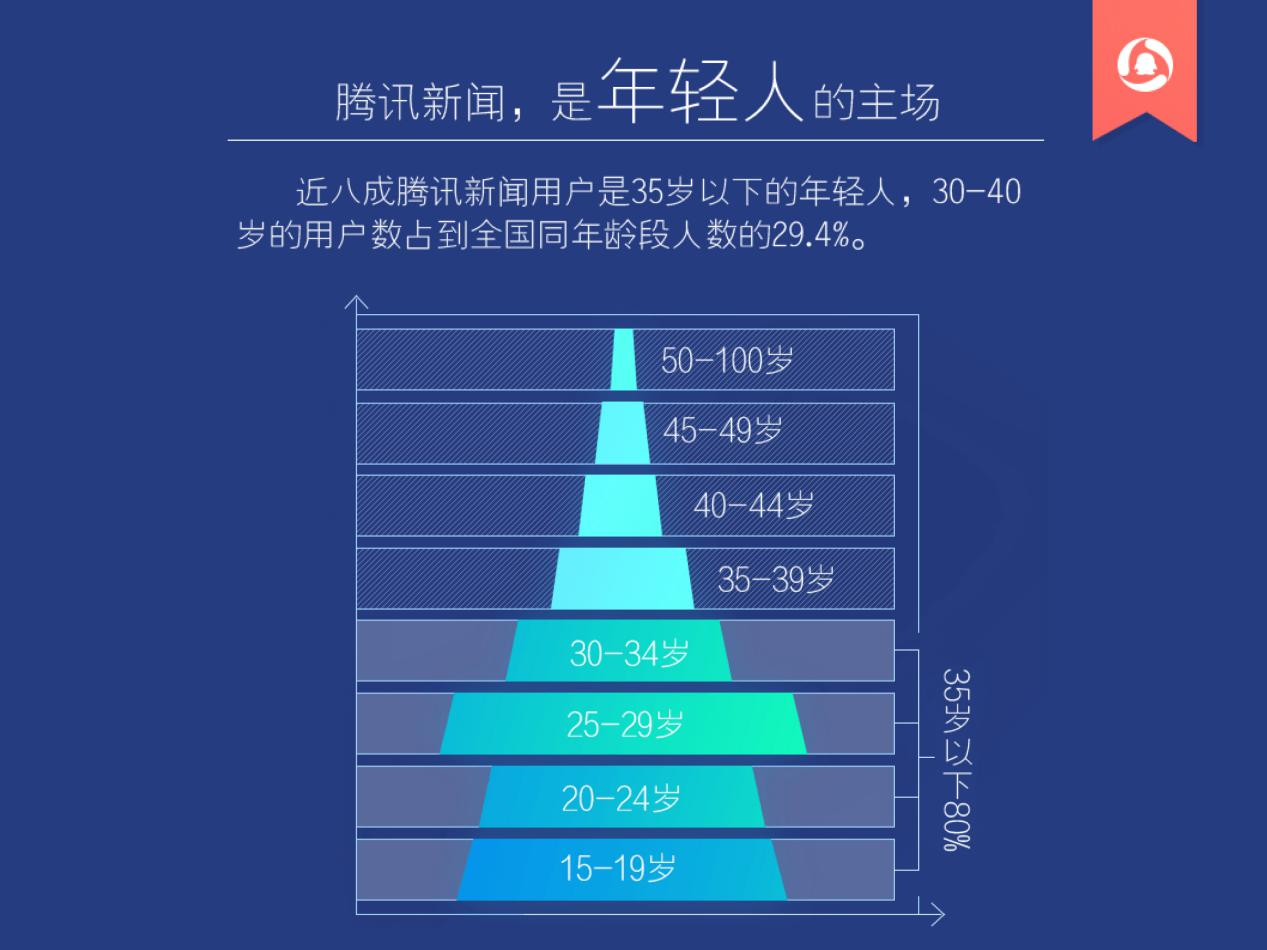 腾讯新闻，是年轻人的主场
近八成腾讯新闻用户是35岁以下的年轻人，30-40
岁的用户数占到全国同年龄段人数的29.4%。
50-100岁
45-49岁
40-44岁
35-39岁
30-34岁
25-29岁
20-24岁
15-19岁
35岁以下80%